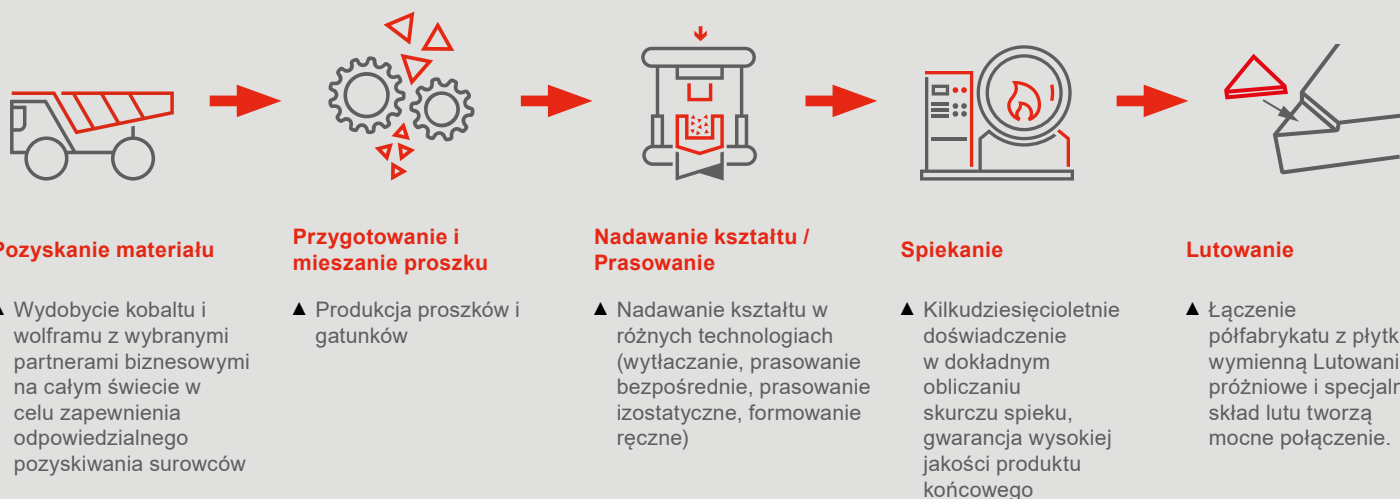 Pozyskanie materiału
▲ Wydobycie kobaltu i
wolframu z wybranymi
partnerami biznesowymi
na całym świecie w
celu zapewnienia
odpowiedzialnego
pozyskiwania surowców
Przygotowanie i
mieszanie proszku
▲ Produkcja proszków i
gatunków
Nadawanie kształtu /
Prasowanie
▲ Nadawanie kształtu w
różnych technologiach
(wytłaczanie, prasowanie
bezpośrednie, prasowanie
izostatyczne, formowanie
ręczne)
Spiekanie
▲ Kilkudziesięcioletnie
doświadczenie
w dokładnym
obliczaniu
skurczu spieku,
gwarancja wysokiej
jakości produktu
końcowego
Lutowanie
▲ Łączenie
półfabrykatu z płytk
wymienną Lutowani
próżniowe i specjaln
skład lutu tworzą
mocne połączenie.